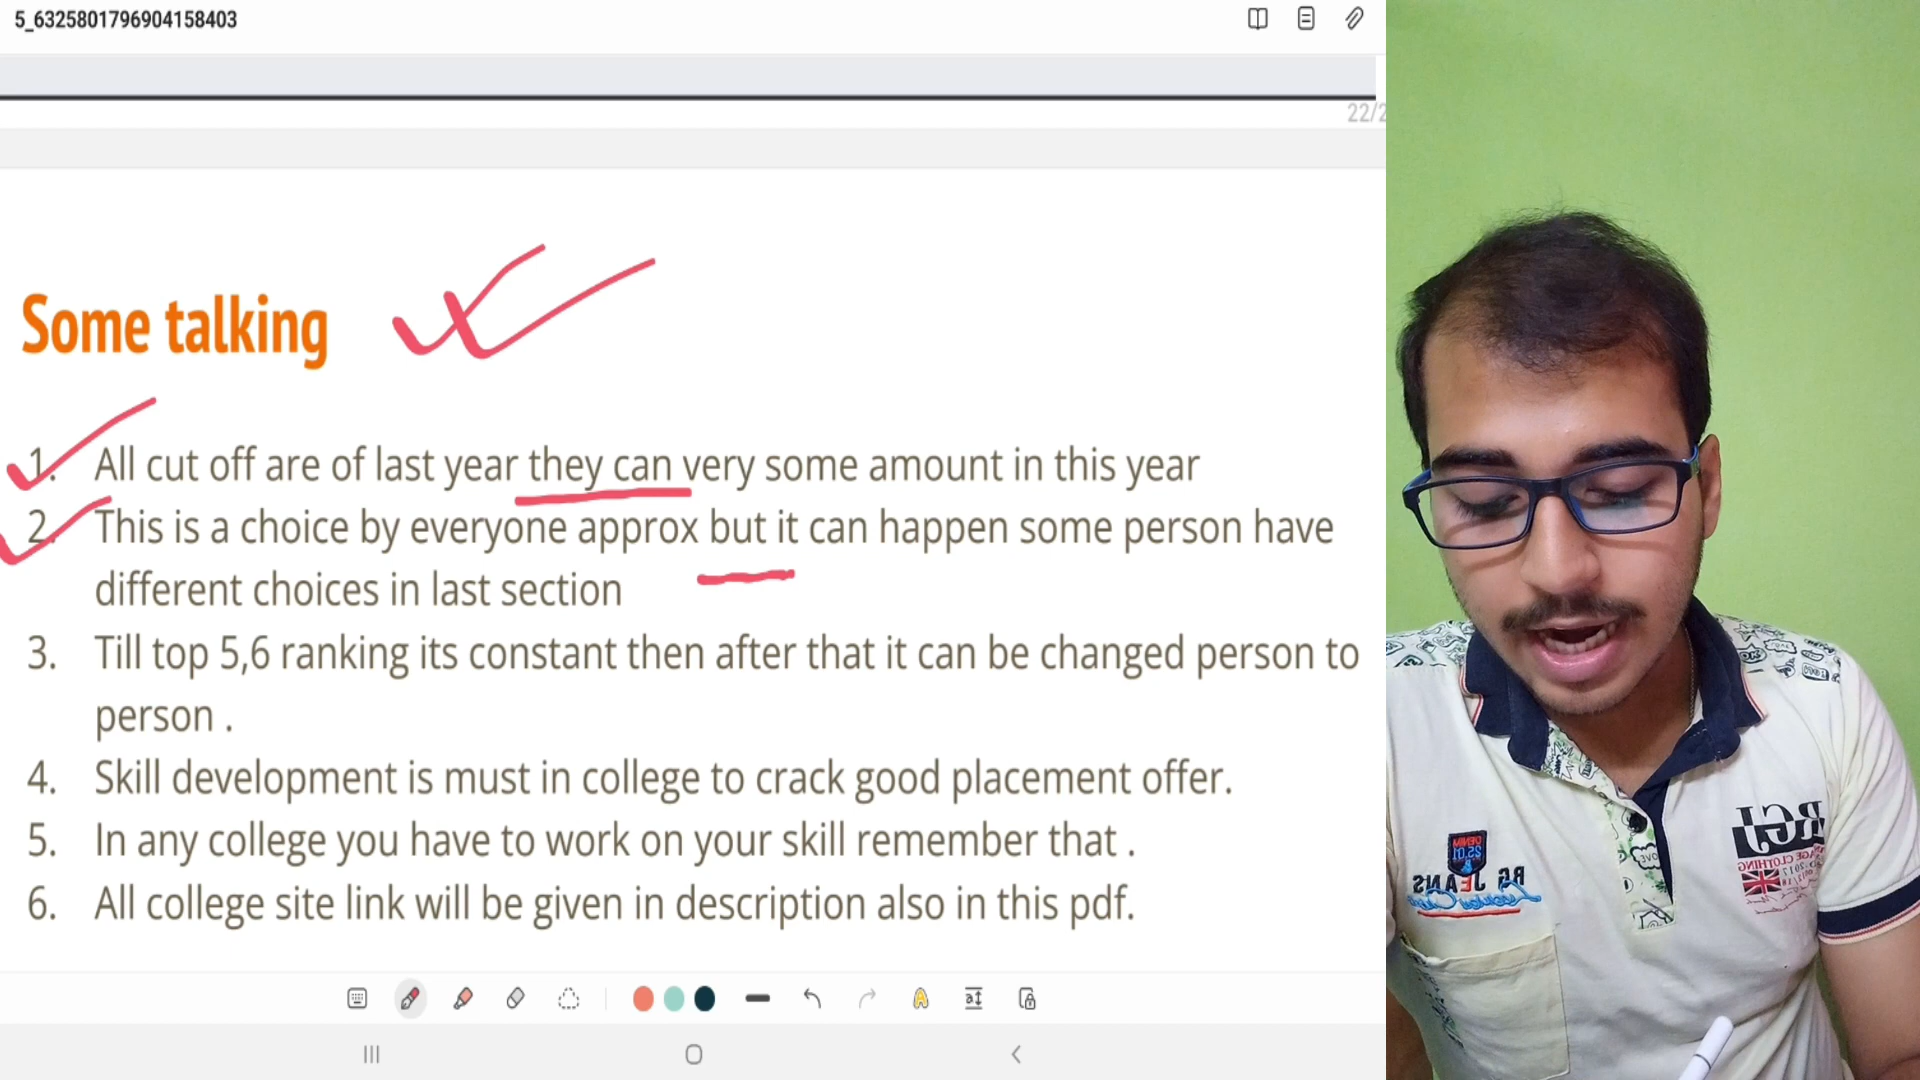 5_6325801796904158403
22/2
Some talking
1. All cut off are of last year they can very some amount in this year
2. This is a choice by everyone approx but it can happen some person have
different choices in last section
3. Till top 5,6 ranking its constant then after that it can be changed person to
person .
4. Skill development is must in college to crack good placement offer.
5. In any college you have to work on your skill remember that .
6. All college site link will be given in description also in this pdf.
RGJ
RG JEANS